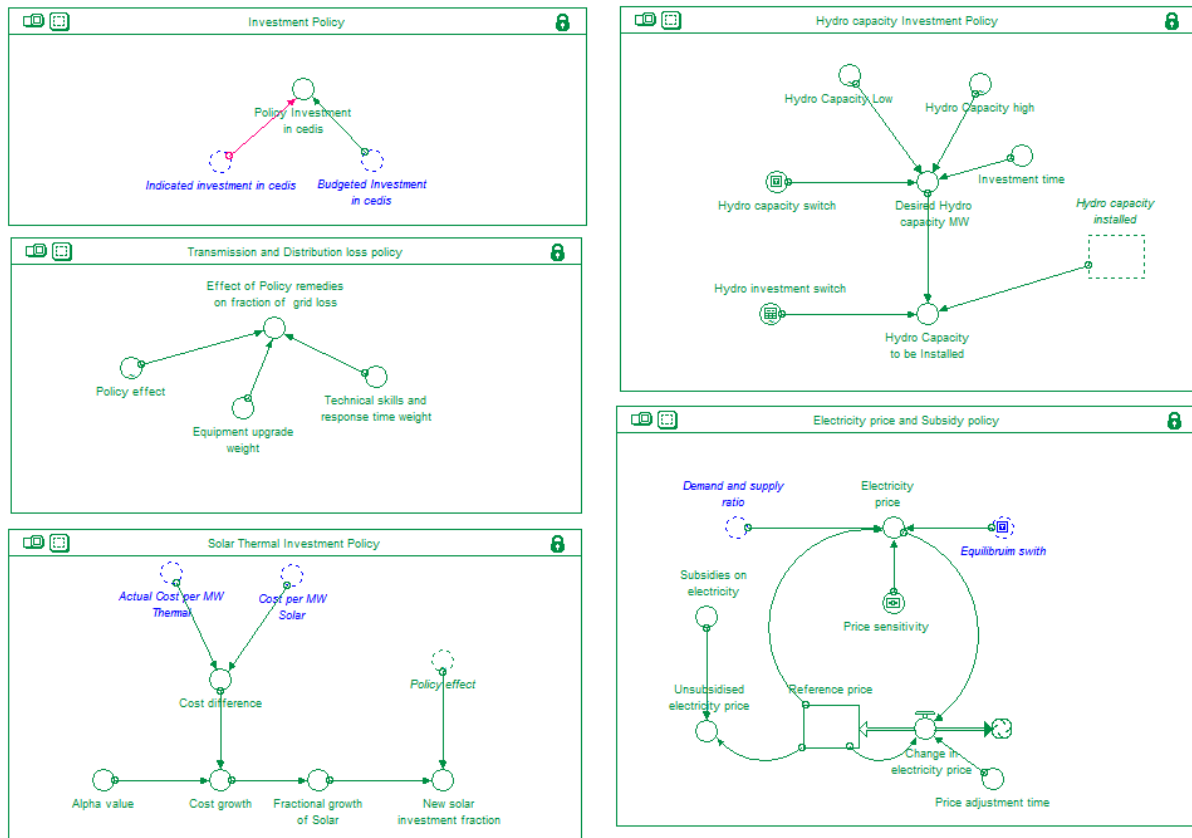 Investment Policy
Policy Investment
in cedis
Indicated investment in cedis
Budgeted Investment
in cedis
Transmission and Distribution loss policy
Effect of Policy remedies
on fraction of grid loss
Policy effect
Equipment upgrade
weight
Technical skills and
response time weight
Solar Thermal Investment Policy
Actual Cost per MW
Thermal
Cost per MW
Solar
Policy effect
Cost difference
Alpha value
Cost growth
Fractional growth
of Solar
New solar
investment fraction
Hydro capacity Investment Policy
Hydro Capacity Low
Hydro Capacity high
Investment time
Hydro capacity switch
Desired Hydro
capacity MW
Hydro capacity
installed
Hydro investment switch
Hydro Capacity
to be Installed
Electricity price and Subsidy policy
Demand and supply
ratio
Electricity
price
Equilibruim swith
Subsidies on
electricity
Price sensitivity
Unsubsidised
electricity price
Reference price
Change in
electricity price
Price adjustment time